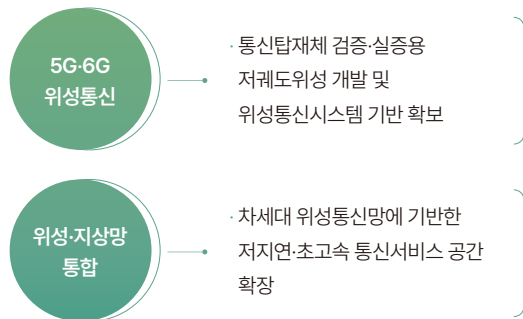 5G·6G
위성통신
· 통신탑재체 검증·실증용
저궤도위성 개발 및
위성통신시스템 기반 확보
위성·지상망
통합
· 차세대 위성통신망에 기반한
저지연·초고속 통신서비스 공간
확장